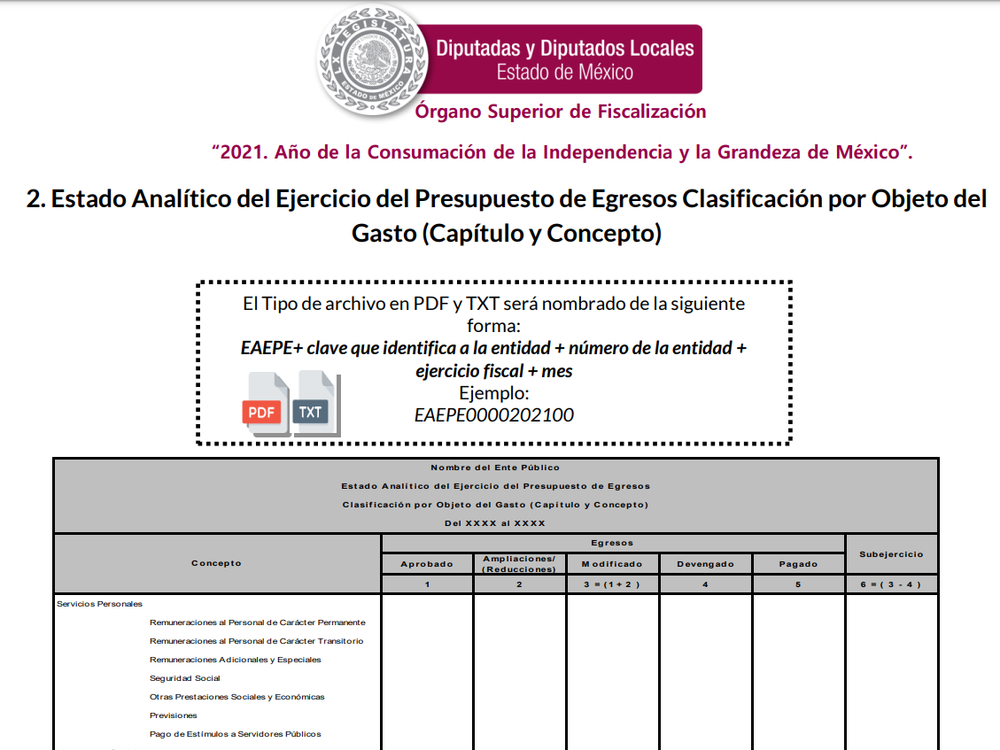 LX LEGISLATURA
ESTADO DE MÉXICO
Diputadas y Diputados Locales
Estado de México
Órgano Superior de Fiscalización
“2021. Año de la Consumación de la Independencia y la Grandeza de México”.
2. Estado Analítico del Ejercicio del Presupuesto de Egresos Clasificación por Objeto del
Gasto (Capítulo y Concepto)
El Tipo de archivo en PDF y TXT será nombrado de la siguiente
forma:
EAEPE+ clave que identifica a la entidad + número de la entidad +
ejercicio fiscal + mes
Ejemplo:
EAEPE0000202100
PDF
TXT
Nombre del Ente Público
Estado Analítico del Ejercicio del Presupuesto de Egresos
Clasificación por Objeto del Gasto (Capítulo y Concepto)
Del XXXX al XXXX
Concepto
Egresos
Subejercicio
Aprobado
Ampliaciones/
(Reducciones)
Modificado
Devengado
Pagado
1
2
3 = (1 + 2 )
4
5
6 = ( 3 - 4 )
Servicios Personales
Remuneraciones al Personal de Carácter Permanente
Remuneraciones al Personal de Carácter Transitorio
Remuneraciones Adicionales y Especiales
Seguridad Social
Otras Prestaciones Sociales y Económicas
Previsiones
Pago de Estímulos a Servidores Públicos